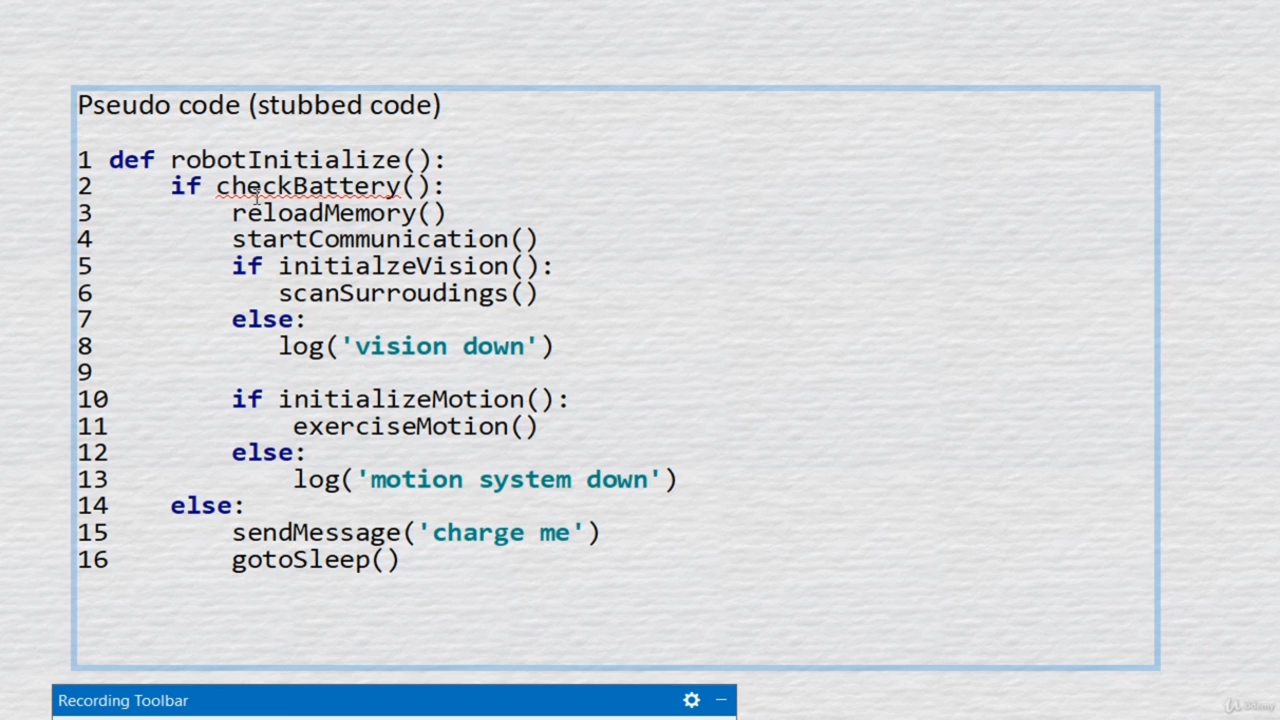 Pseudo code (stubbed code)
1 def robotInitialize():
2     if checkBattery():
3         reloadMemory()
4         startCommunication()
5         if initialzeVision():
6            scanSurroudings()
7         else:
8            log('vision down')
9
10        if initializeMotion():
11            exerciseMotion()
12        else:
13            log('motion system down')
14    else:
15        sendMessage('charge me')
16        gotoSleep()
Recording Toolbar
Udemy